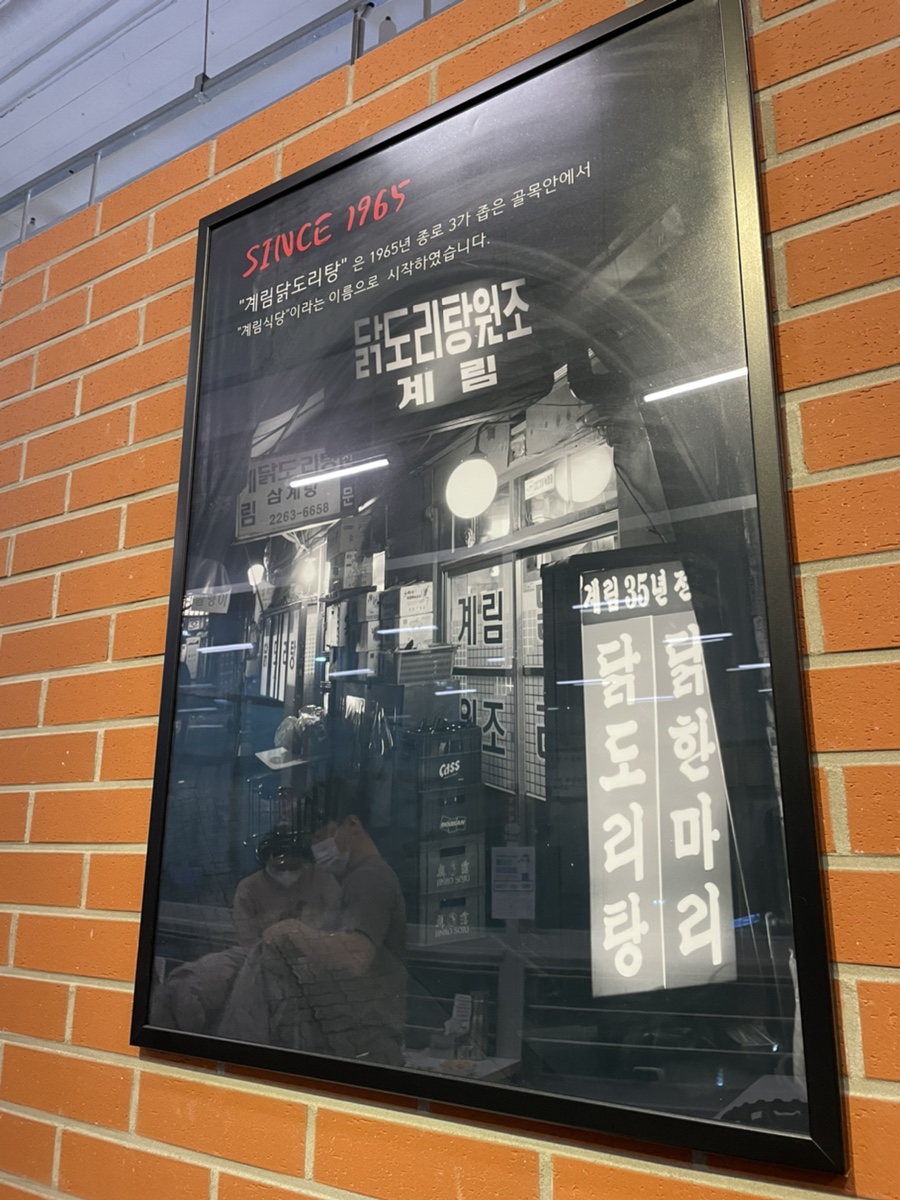 SINCE 1965
"계림닭도리탕" 은 1965년 종로 3가 좁은 골목안에서
"계림식당"이라는 이름으로 시작하였습니다.
닭도리탕원조
계림
닭도리탕
림 삼계탕
2263-6658
문
계림
원조
Cass
계림 35년 전
닭도리탕
닭한마리